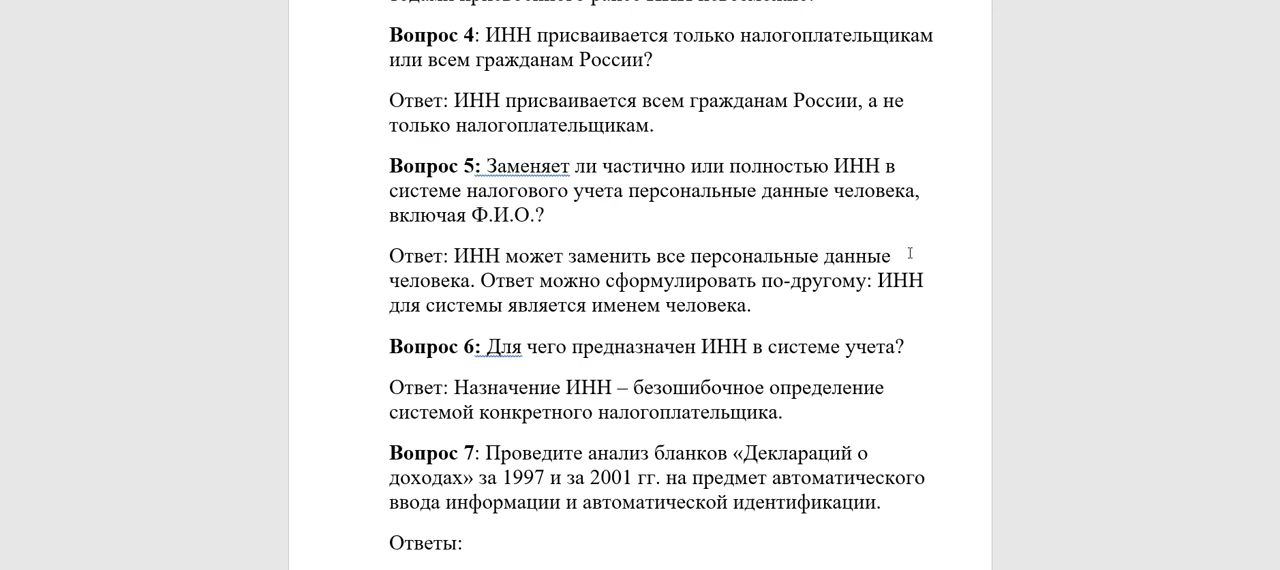 Вопрос 4: ИНН присваивается только налогоплательщикам
или всем гражданам России?
Ответ: ИНН присваивается всем гражданам России, а не
только налогоплательщикам.
Вопрос 5: Заменяет ли частично или полностью ИНН в
системе налогового учета персональные данные человека,
включая Ф.И.О.?
Ответ: ИНН может заменить все персональные данные
человека. Ответ можно сформулировать по-другому: ИНН
для системы является именем человека.
Вопрос 6: Для чего предназначен ИНН в системе учета?
Ответ: Назначение ИНН – безошибочное определение
системой конкретного налогоплательщика.
Вопрос 7: Проведите анализ бланков «Деклараций о
доходах» за 1997 и за 2001 гг. на предмет автоматического
ввода информации и автоматической идентификации.
Ответы: